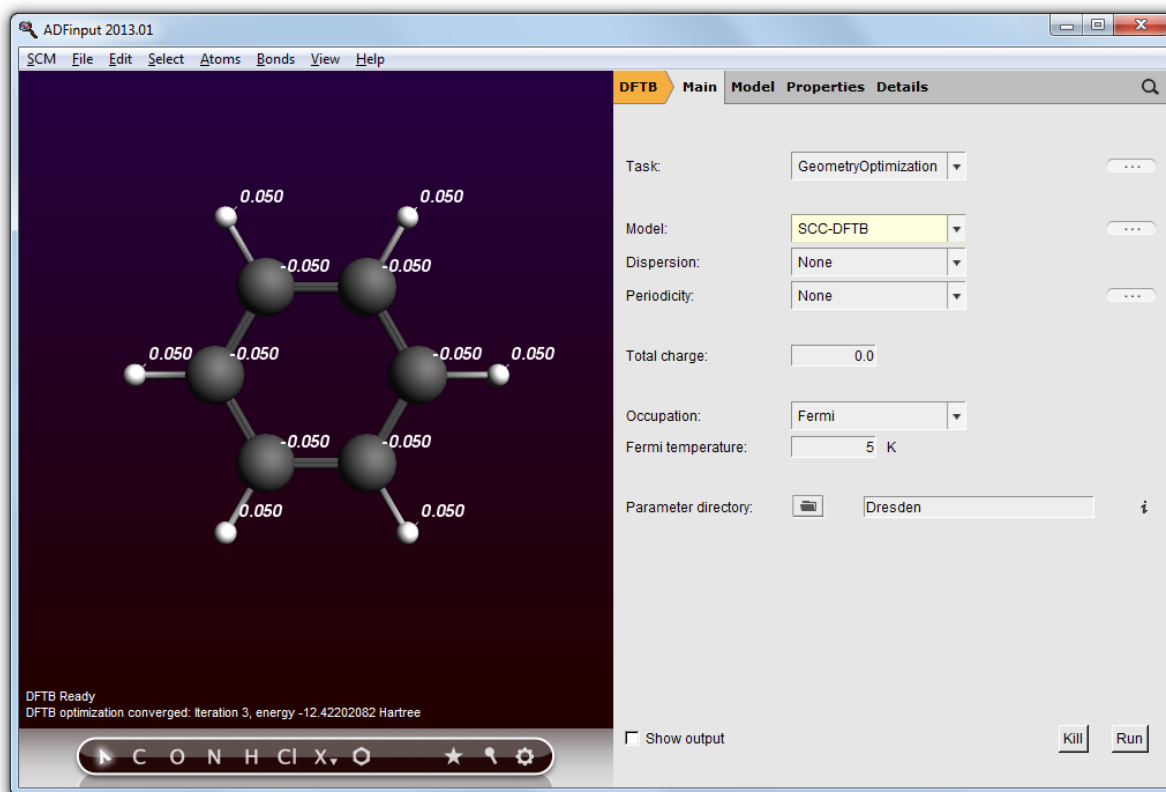 ADFinput 2013.01
SCM File Edit Select Atoms Bonds View Help
DFTB Main Model Properties Details
Task: GeometryOptimization
Model: SCC-DFTB
Dispersion: None
Periodicity: None
Total charge: 0.0
Occupation: Fermi
Fermi temperature: 5 K
Parameter directory: Dresden i
0.050 0.050
-0.050 -0.050
0.050 -0.050 -0.050 0.050
-0.050 -0.050
0.050 0.050
DFTB Ready
DFTB optimization converged: Iteration 3, energy -12.42202082 Hartree
C O N H Cl X
Show output Kill Run